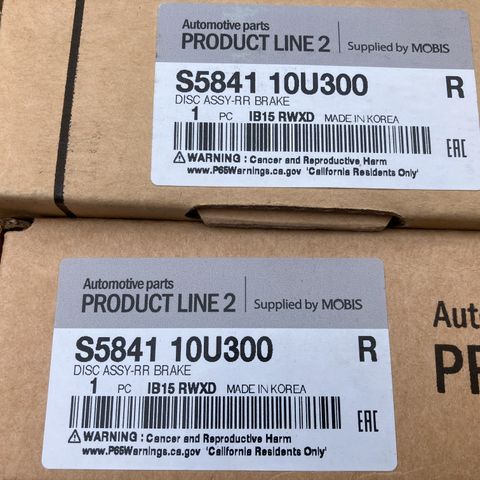 Automotive parts
PRODUCT LINE 2 | Supplied by MOBIS
S5841 10U300 R
DISC ASSY-RR BRAKE
1 PC IB15 RWXD MADE IN KOREA
EAC
⚠WARNING : Cancer and Reproductive Harm
www.P65Warnings.ca.gov 'California Residents Only'
Automotive parts
PRODUCT LINE 2 | Supplied by MOBIS
S5841 10U300 R
DISC ASSY-RR BRAKE
1 PC IB15 RWXD MADE IN KOREA
EAC
⚠WARNING : Cancer and Reproductive Harm
www.P65Warnings.ca.gov 'California Residents Only'
Aut
PR